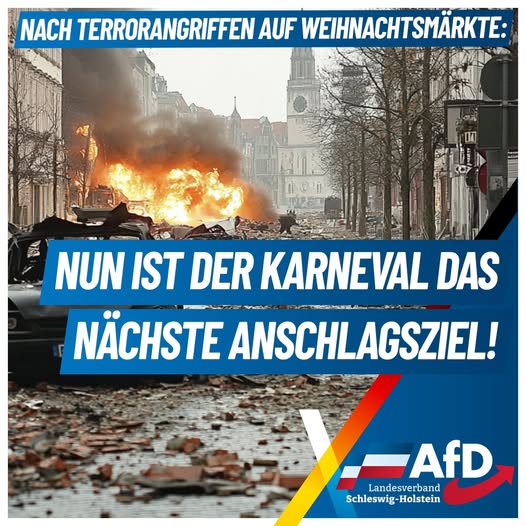 NACH TERRORANGRIFFEN AUF WEIHNACHTSMÄRKTE:
NUN IST DER KARNEVAL DAS
NÄCHSTE ANSCHLAGSZIEL!
AfD
Landesverband
Schleswig-Holstein